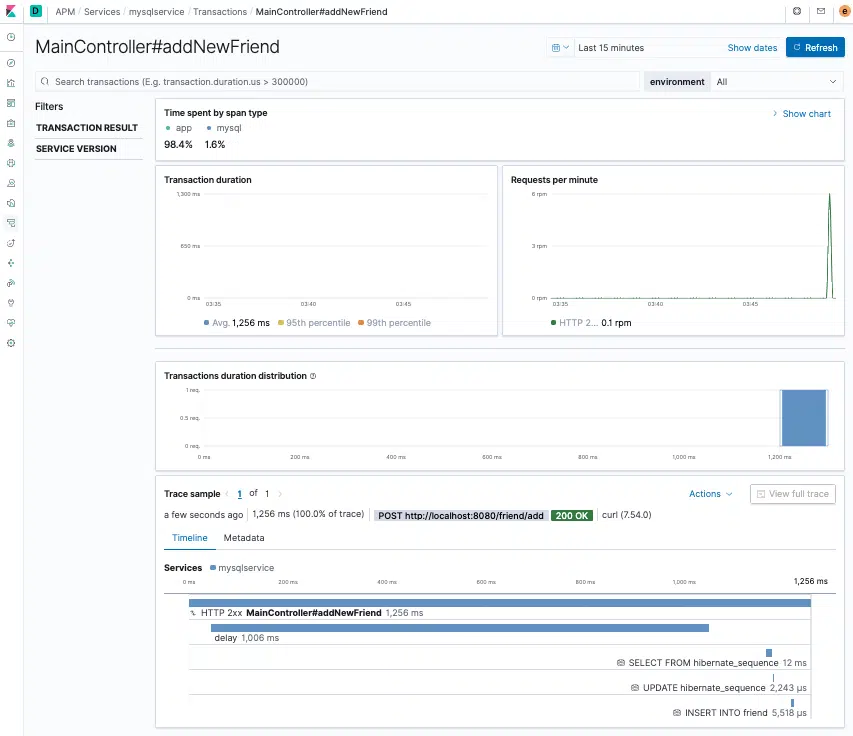 D APM / Services / mysqlservice / Transactions / MainController#addNewFriend e
MainController#addNewFriend Last 15 minutes Show dates Refresh
Search transactions (E.g. transaction.duration.us > 300000) environment All
Filters
TRANSACTION RESULT
SERVICE VERSION
Time spent by span type Show chart
app mysql
98.4% 1.6%
Transaction duration
1,300 ms
650 ms
0 ms
03:35 03:40 03:45
Avg. 1,256 ms 95th percentile 99th percentile
Requests per minute
6 rpm
3 rpm
0 rpm
03:35 03:40 03:45
HTTP 2... 0.1 rpm
Transactions duration distribution
1 req.
0.5 req.
0 req.
0 ms 200 ms 400 ms 600 ms 800 ms 1,000 ms 1,200 ms
Trace sample 1 of 1 Actions View full trace
a few seconds ago 1,256 ms (100.0% of trace) POST http://localhost:8080/friend/add 200 OK curl (7.54.0)
Timeline Metadata
Services mysqlservice
0 ms 200 ms 400 ms 600 ms 800 ms 1,000 ms 1,256 ms
HTTP 2xx MainController#addNewFriend 1,256 ms
delay 1,006 ms
SELECT FROM hibernate_sequence 12 ms
UPDATE hibernate_sequence 2,243 μs
INSERT INTO friend 5,518 μs